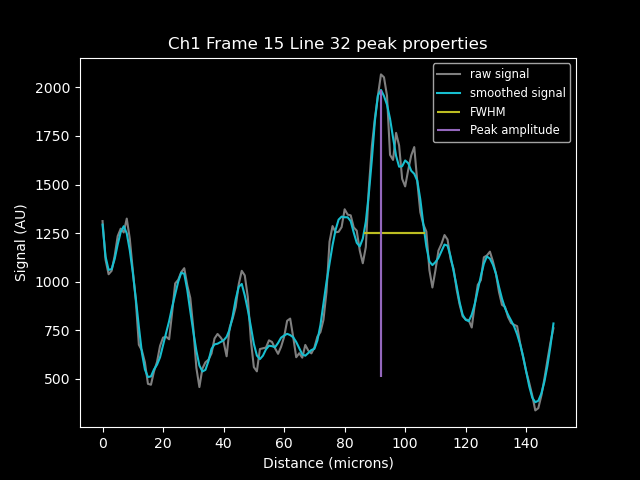 Ch1 Frame 15 Line 32 peak properties
raw signal
smoothed signal
FWHM
Peak amplitude
Signal (AU)
2000
1750
1500
1250
1000
750
500
0 20 40 60 80 100 120 140
Distance (microns)